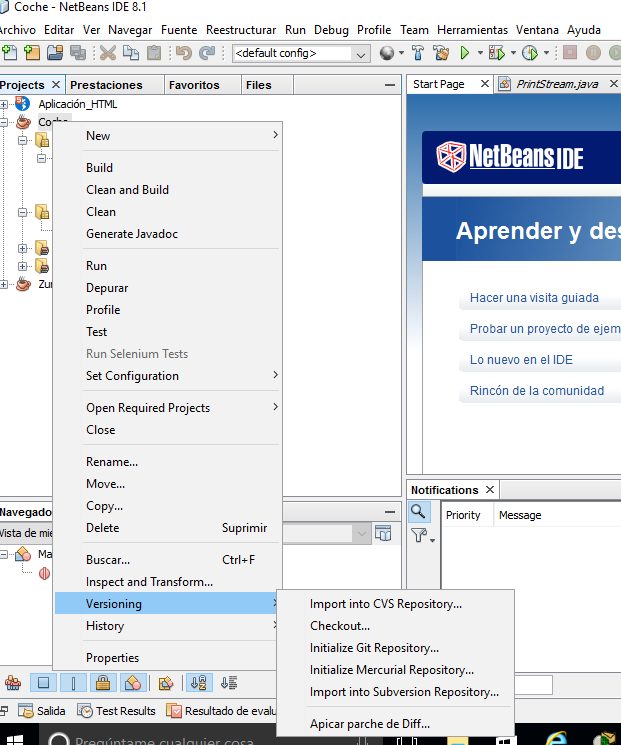 Coche - NetBeans IDE 8.1
Archivo Editar Ver Navegar Fuente Reestructurar Run Debug Profile Team Herramientas Ventana Ayuda
<default config>
Projects Prestaciones Favoritos Files
Start Page PrintStream.java
Aplicación_HTML
Coche
New
Build
Clean and Build
Clean
Generate Javadoc
Run
Depurar
Profile
Test
Run Selenium Tests
Set Configuration
Open Required Projects
Close
Rename...
Move...
Copy...
Delete Suprimir
Buscar... Ctrl+F
Inspect and Transform...
Versioning
History
Properties
Import into CVS Repository...
Checkout...
Initialize Git Repository...
Initialize Mercurial Repository...
Import into Subversion Repository...
Apicar parche de Diff...
Zur
NetBeans IDE
Aprender y des
Hacer una visita guiada
Probar un proyecto de ejem
Lo nuevo en el IDE
Rincón de la comunidad
Notifications
Priority Message
Navegado
Vista de mie
Ma
Salida Test Results Resultado de evalu
Pregúntame cualquier cosa